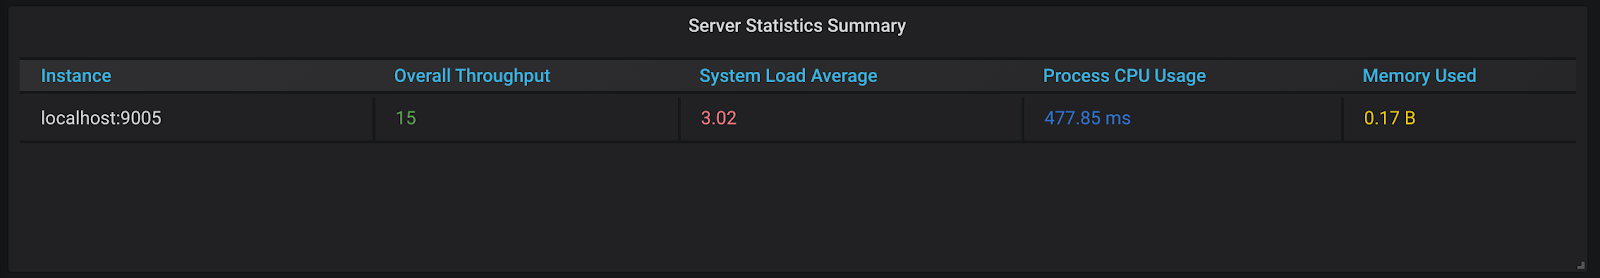 Server Statistics Summary
Instance Overall Throughput System Load Average Process CPU Usage Memory Used
localhost:9005 15 3.02 477.85 ms 0.17 B